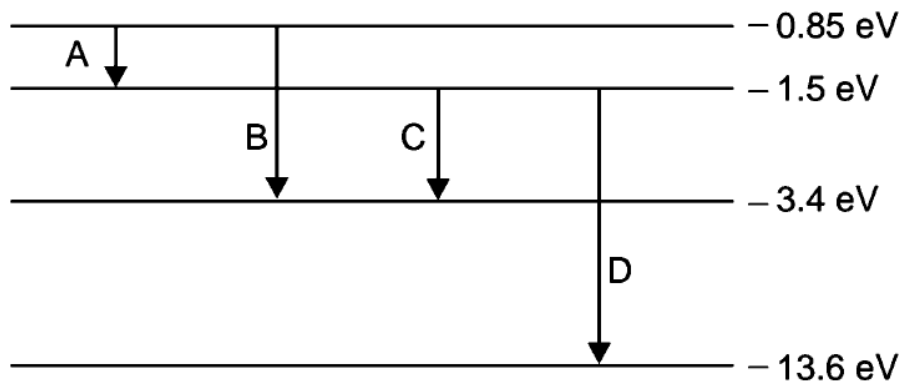 – 0.85 eV
A
– 1.5 eV
B
C
– 3.4 eV
D
– 13.6 eV